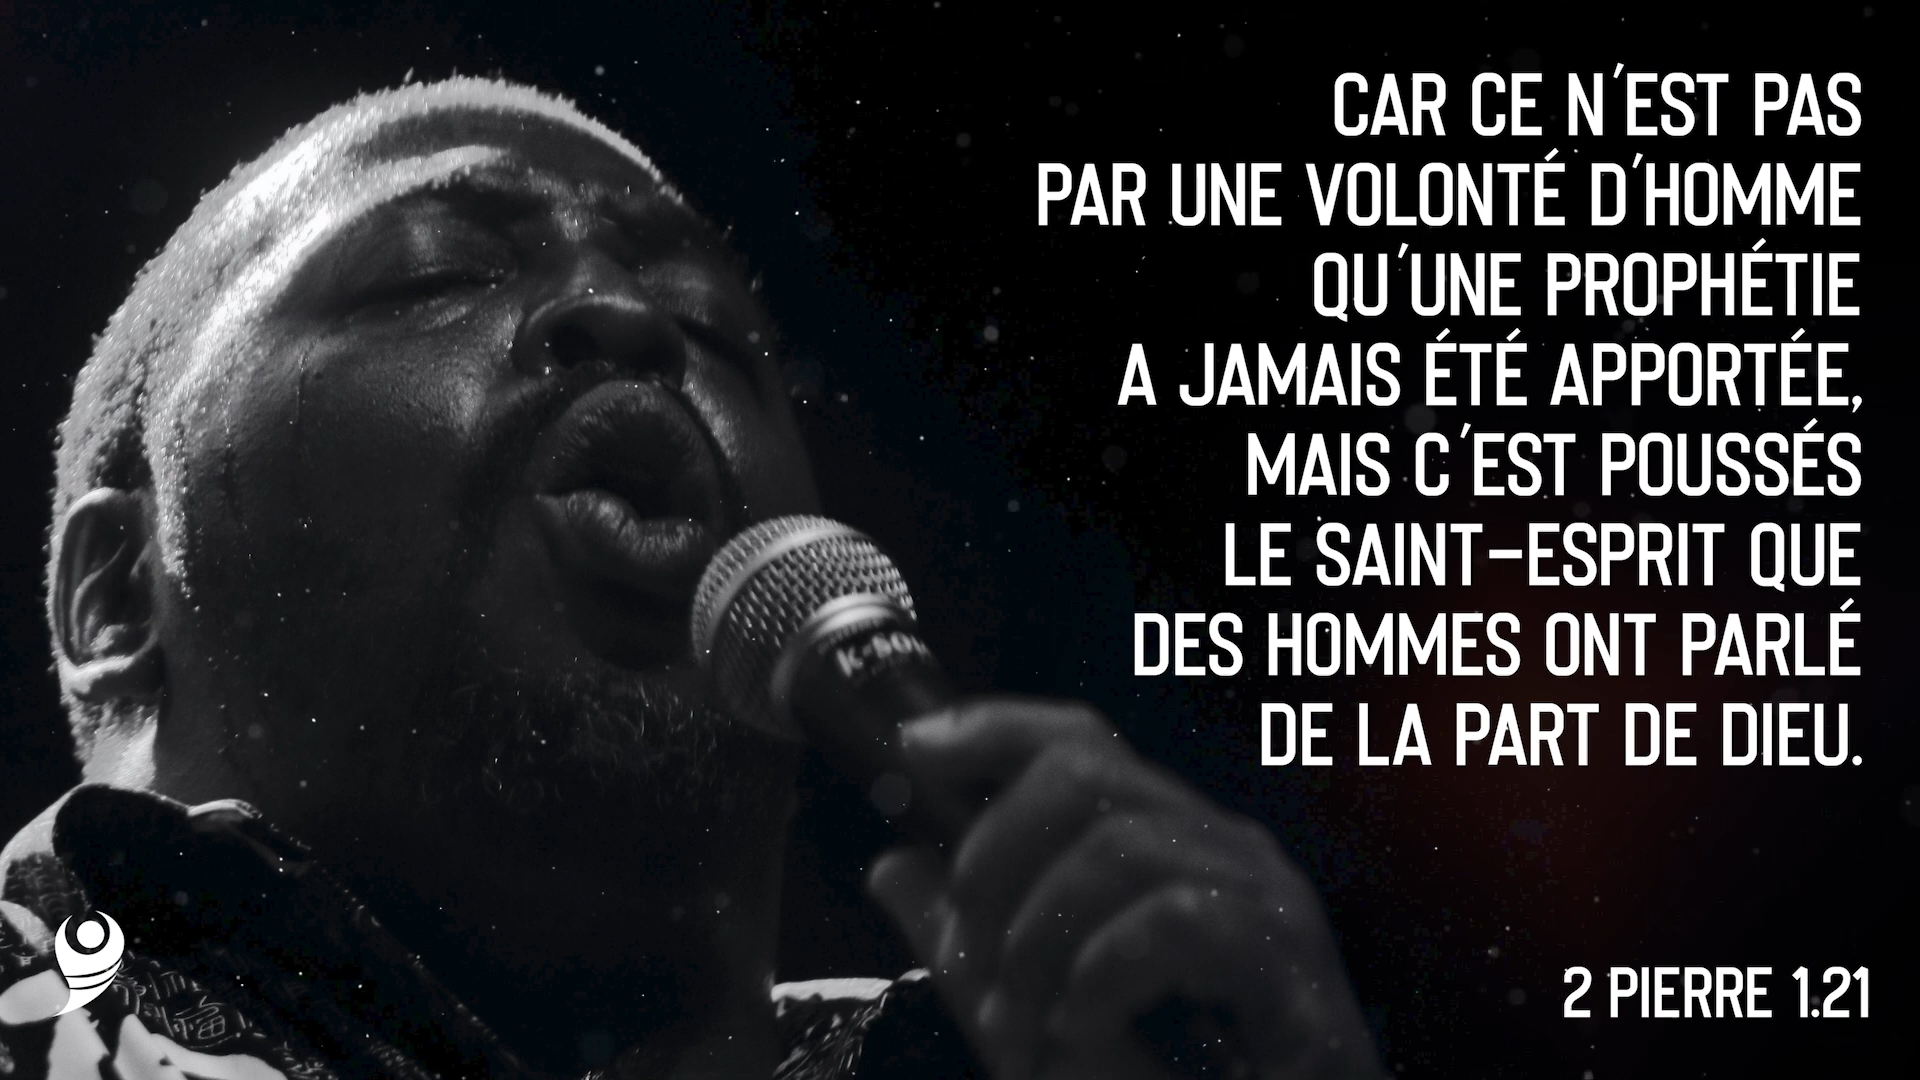 CAR CE N'EST PAS
PAR UNE VOLONTÉ D'HOMME
QU'UNE PROPHÉTIE
A JAMAIS ÉTÉ APPORTÉE,
MAIS C'EST POUSSÉS
LE SAINT-ESPRIT QUE
DES HOMMES ONT PARLÉ
DE LA PART DE DIEU.
2 PIERRE 1.21